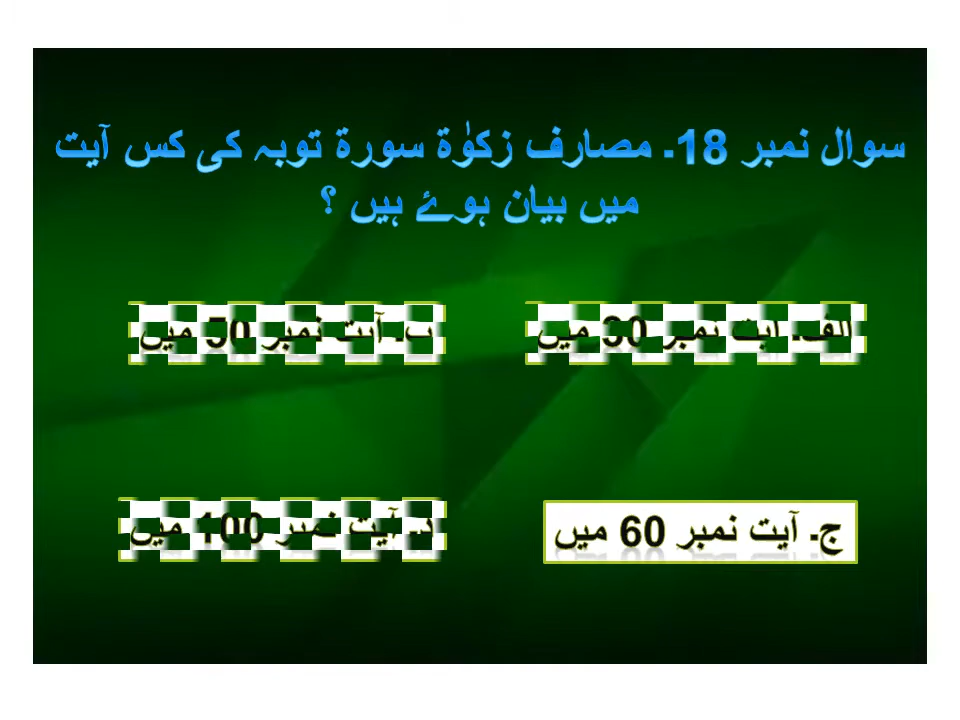 سوال نمبر 18۔ مصارف زکوٰۃ سورۃ توبہ کی کس آیت
میں بیان ہوۓ ہیں ؟
الف۔ آیت نمبر 30 میں
ب۔ آیت نمبر 50 میں
ج۔ آیت نمبر 60 میں
د۔ آیت نمبر 100 میں